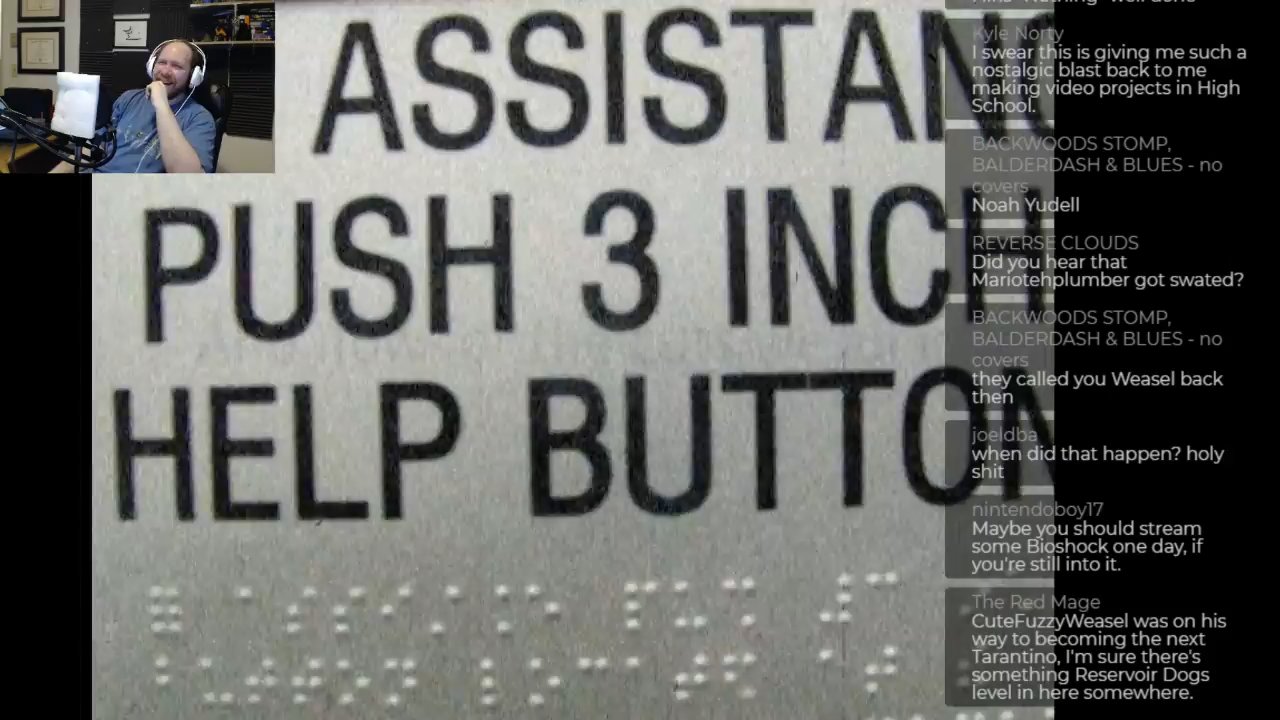 ASSISTAN
PUSH 3 INCH
HELP BUTTON
Kyle Norty
I swear this is giving me such a
nostalgic blast back to me
making video projects in High
School.
BACKWOODS STOMP,
BALDERDASH & BLUES - no
covers
Noah Yudell
REVERSE CLOUDS
Did you hear that
Mariotehplumber got swated?
BACKWOODS STOMP,
BALDERDASH & BLUES - no
covers
they called you Weasel back
then
joeldba
when did that happen? holy
shit
nintendoboy17
Maybe you should stream
some Bioshock one day, if
you're still into it.
The Red Mage
CuteFuzzyWeasel was on his
way to becoming the next
Tarantino, I'm sure there's
something Reservoir Dogs
level in here somewhere.